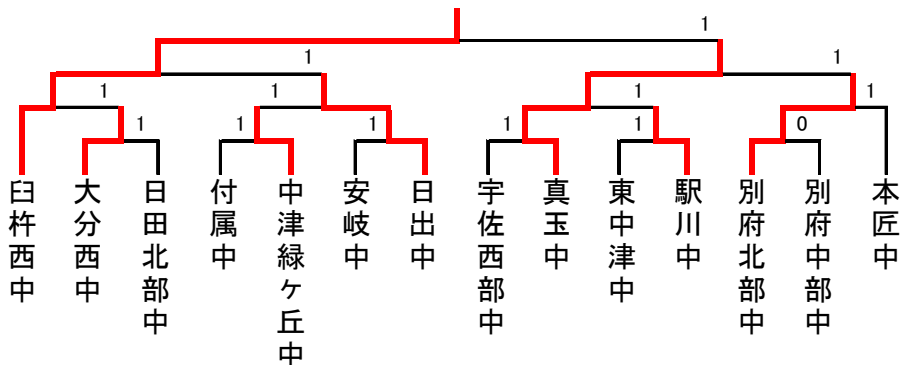 1
1
1
1
1
1
1
1
1
1
1
1
0
臼杵西中
大分西中
日田北部中
付属中
中津緑ヶ丘中
安岐中
日出中
宇佐西部中
真玉中
東中津中
駅川中
別府北部中
別府中部中
本匠中